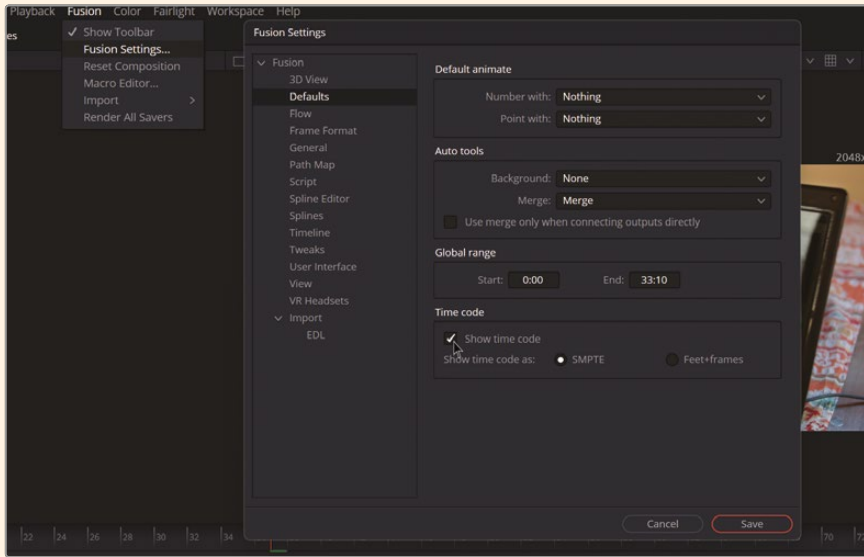 Playback Fusion Color Fairlight Workspace Help
es
Show Toolbar
Fusion Settings...
Reset Composition
Macro Editor...
Import
Render All Savers
Fusion Settings
Fusion
3D View
Defaults
Flow
Frame Format
General
Path Map
Script
Spline Editor
Splines
Timeline
Tweaks
User Interface
View
VR Headsets
Import
EDL
Default animate
Number with: Nothing
Point with: Nothing
Auto tools
Background: None
Merge: Merge
Use merge only when connecting outputs directly
Global range
Start: 0:00 End: 33:10
Time code
Show time code
Show time code as: SMPTE Feet+frames
Cancel Save
2048x
22 24 26 28 30 32 34 70